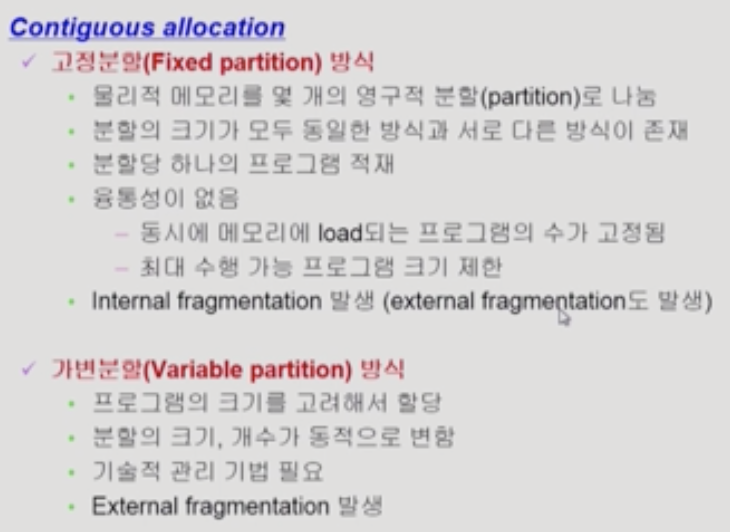 Contiguous allocation
✓ 고정분할(Fixed partition) 방식
• 물리적 메모리를 몇 개의 영구적 분할(partition)로 나눔
• 분할의 크기가 모두 동일한 방식과 서로 다른 방식이 존재
• 분할당 하나의 프로그램 적재
• 융통성이 없음
– 동시에 메모리에 load되는 프로그램의 수가 고정됨
– 최대 수행 가능 프로그램 크기 제한
• Internal fragmentation 발생 (external fragmentation도 발생)
✓ 가변분할(Variable partition) 방식
• 프로그램의 크기를 고려해서 할당
• 분할의 크기, 개수가 동적으로 변함
• 기술적 관리 기법 필요
• External fragmentation 발생